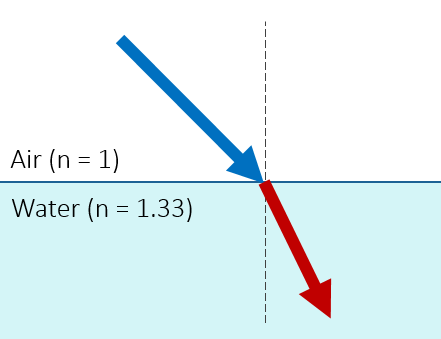 Air (n = 1)
Water (n = 1.33)